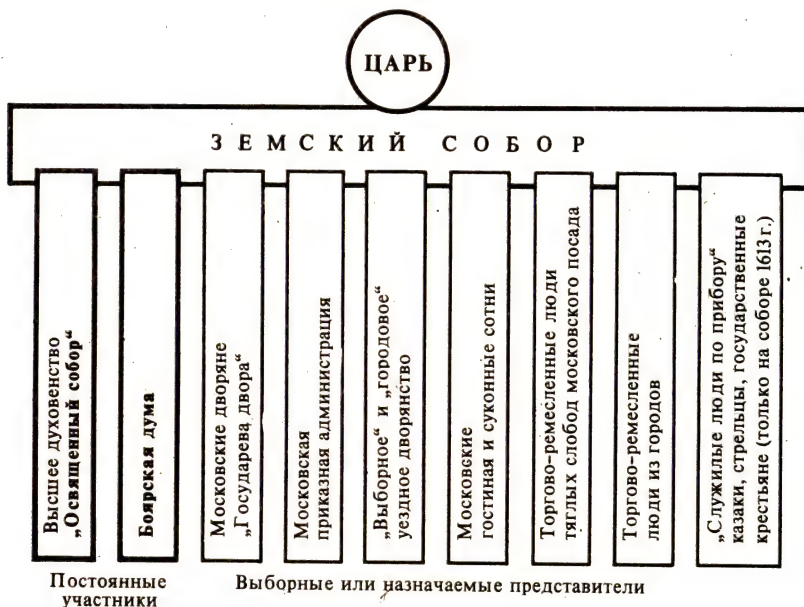 ЦАРЬ
ЗЕМСКИЙ СОБОР
Высшее духовенство
„Освященный собор“
Боярская дума
Московские дворяне
„Государева двора“
Московская
приказная администрация
„Выборное“ и „городовое“
уездное дворянство
Московские
гостиная и суконные сотни
Торгово-ремесленные люди
тяглых слобод московского посада
Торгово-ремесленные
люди из городов
„Служилые люди по прибору“
казаки, стрельцы, государственные
крестьяне (только на соборе 1613 г.)
Постоянные
участники
Выборные или назначаемые представители